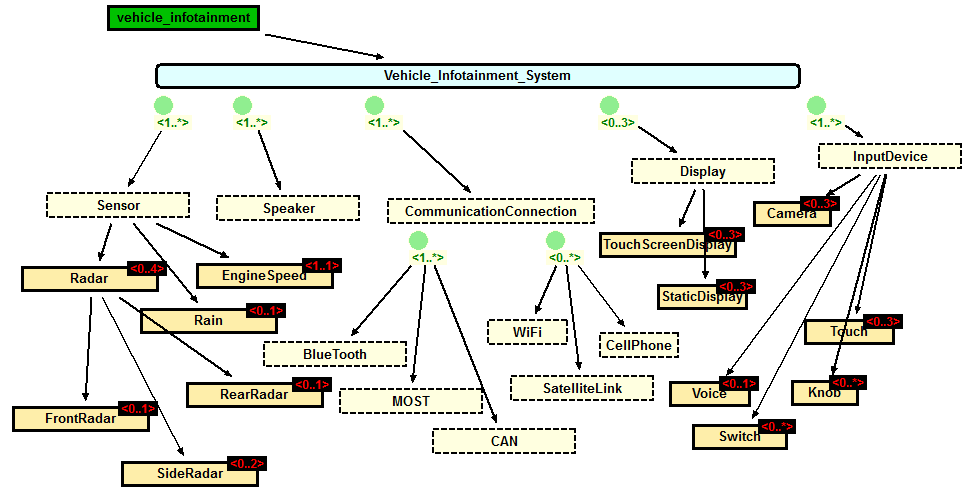 vehicle_infotainment
Vehicle_Infotainment_System
<1..*>
<1..*>
<1..*>
<0..3>
<1..*>
InputDevice
Display
Sensor
Speaker
CommunicationConnection
<0..3>
Camera
<0..3>
TouchScreenDisplay
<1..*>
<0..*>
<0..4>
Radar
<1..1>
EngineSpeed
<0..3>
StaticDisplay
<0..1>
Rain
<0..3>
Touch
WiFi
CellPhone
BlueTooth
<0..1>
RearRadar
SatelliteLink
<0..1>
Voice
<0..*>
Knob
MOST
<0..1>
FrontRadar
<0..*>
Switch
CAN
<0..2>
SideRadar